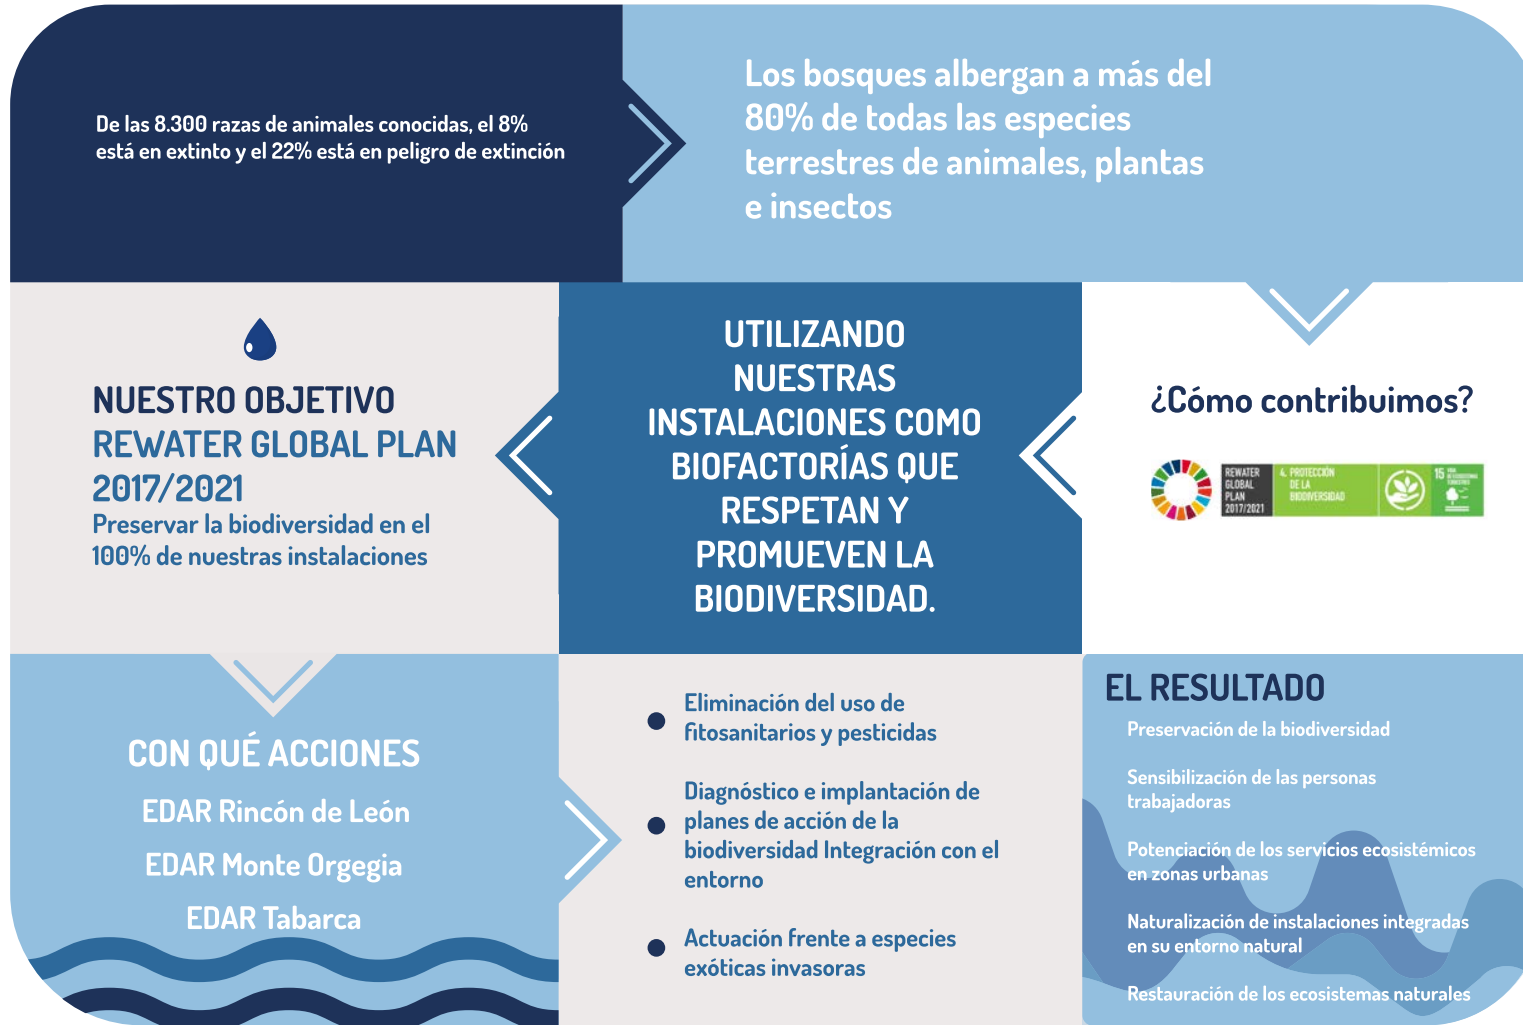 De las 8.300 razas de animales conocidas, el 8%
está en extinto y el 22% está en peligro de extinción
Los bosques albergan a más del
80% de todas las especies
terrestres de animales, plantas
e insectos
¿Cómo contribuimos?
REWATER
GLOBAL
PLAN
2017/2021
4. PROTECCIÓN
DE LA
BIODIVERSIDAD
15
UTILIZANDO
NUESTRAS
INSTALACIONES COMO
BIOFACTORÍAS QUE
RESPETAN Y
PROMUEVEN LA
BIODIVERSIDAD.
NUESTRO OBJETIVO
REWATER GLOBAL PLAN
2017/2021
Preservar la biodiversidad en el
100% de nuestras instalaciones
CON QUÉ ACCIONES
EDAR Rincón de León
EDAR Monte Orgegia
EDAR Tabarca
Eliminación del uso de
fitosanitarios y pesticidas
Diagnóstico e implantación de
planes de acción de la
biodiversidad Integración con el
entorno
Actuación frente a especies
exóticas invasoras
EL RESULTADO
Preservación de la biodiversidad
Sensibilización de las personas
trabajadoras
Potenciación de los servicios ecosistémicos
en zonas urbanas
Naturalización de instalaciones integradas
en su entorno natural
Restauración de los ecosistemas naturales